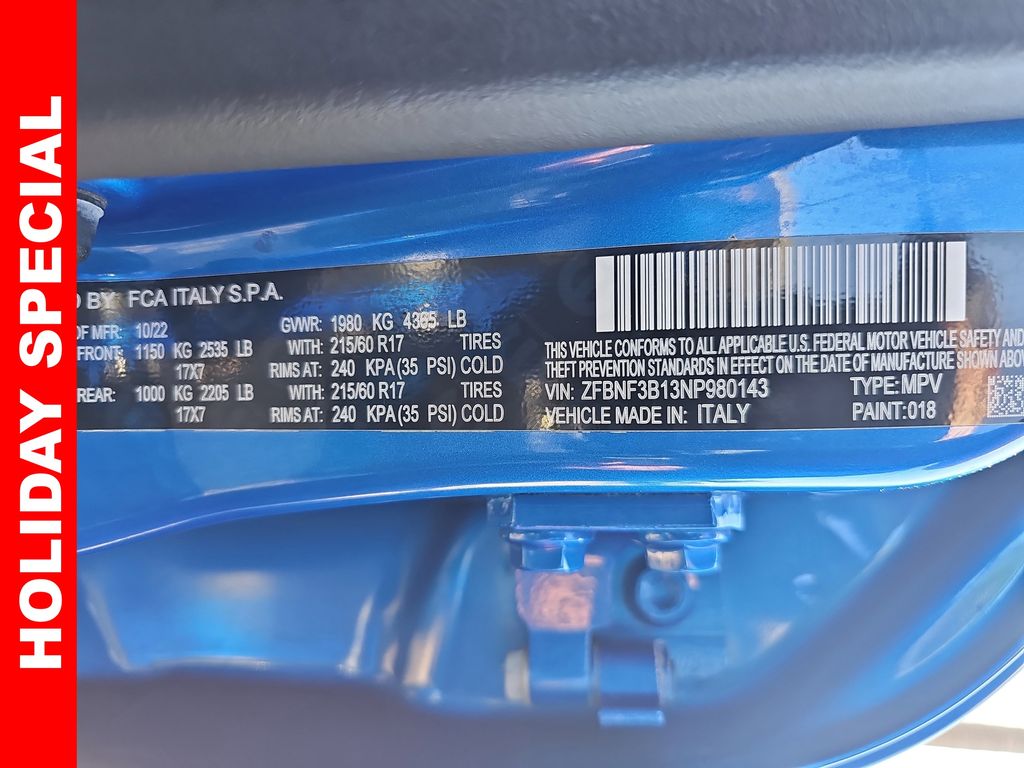 HOLIDAY SPECIAL
D BY FCA ITALY S.P.A.
OF MFR: 10/22 GVWR: 1980 KG 4365 LB
FRONT: 1150 KG 2535 LB WITH: 215/60 R17 TIRES
17X7 RIMS AT: 240 KPA(35 PSI) COLD
REAR: 1000 KG 2205 LB WITH: 215/60 R17 TIRES
17X7 RIMS AT: 240 KPA(35 PSI) COLD
THIS VEHICLE CONFORMS TO ALL APPLICABLE U.S. FEDERAL MOTOR VEHICLE SAFETY AND
THEFT PREVENTION STANDARDS IN EFFECT ON THE DATE OF MANUFACTURE SHOWN ABOV
VIN: ZFBNF3B13NP980143 TYPE: MPV
VEHICLE MADE IN: ITALY PAINT:018